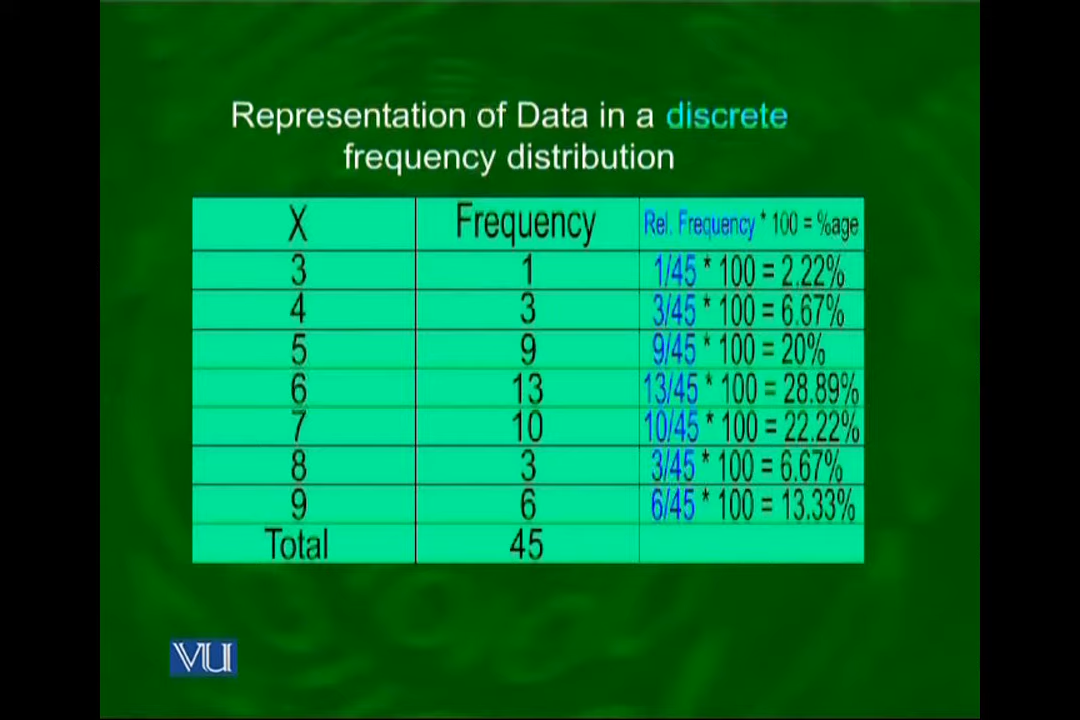 Representation of Data in a discrete
frequency distribution
X Frequency Rel. Frequency * 100 = %age
3 1 1/45 * 100 = 2.22%
4 3 3/45 * 100 = 6.67%
5 9 9/45 * 100 = 20%
6 13 13/45 * 100 = 28.89%
7 10 10/45 * 100 = 22.22%
8 3 3/45 * 100 = 6.67%
9 6 6/45 * 100 = 13.33%
Total 45
VU